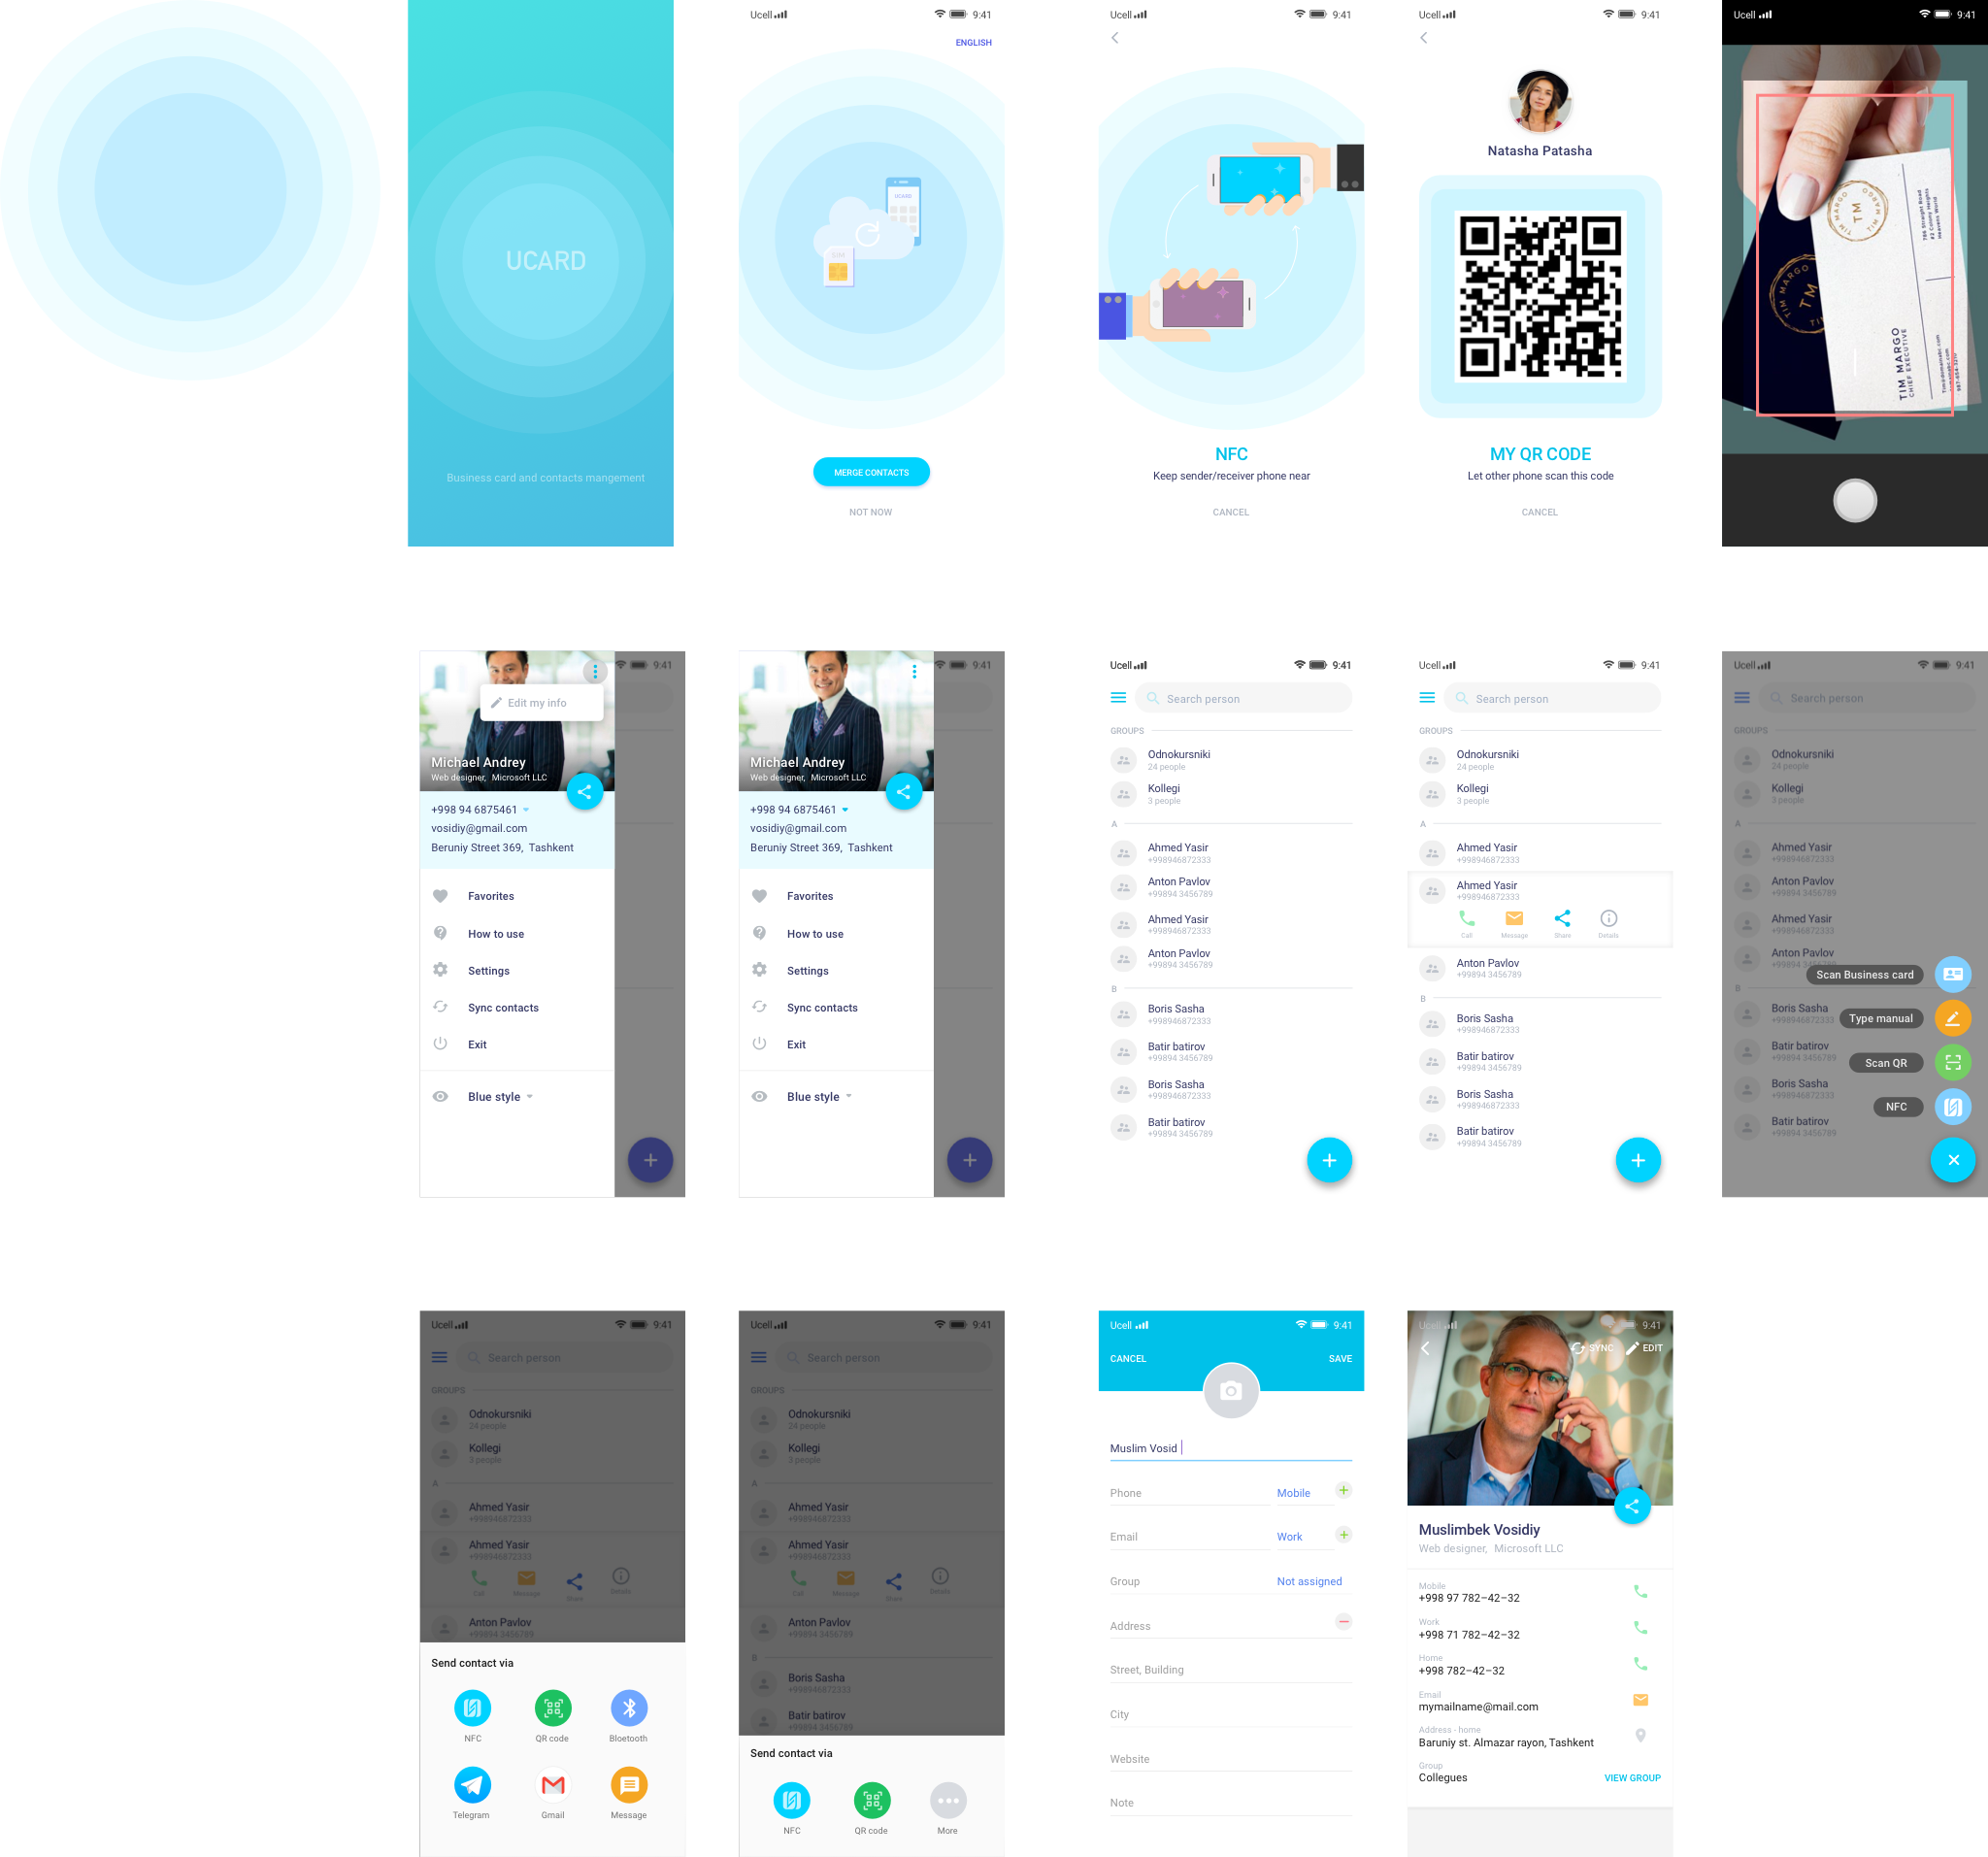 UCARD
Business card and contacts mangement
Ucell 9:41
ENGLISH
UCARD
MERGE CONTACTS
NOT NOW
Ucell 9:41
NFC
Keep sender/receiver phone near
CANCEL
Ucell 9:41
Natasha Patasha
MY QR CODE
Let other phone scan this code
CANCEL
Ucell 9:41
TIM MARGO
TM
TIM MARGO
TM
TIM MARGO
CHIEF EXECUTIVE
9:41
Edit my info
Michael Andrey
Web designer, Microsoft LLC
+998 94 6875461
vosidiy@gmail.com
Beruniy Street 369, Tashkent
Favorites
How to use
Settings
Sync contacts
Exit
Blue style
9:41
Michael Andrey
Web designer, Microsoft LLC
+998 94 6875461
vosidiy@gmail.com
Beruniy Street 369, Tashkent
Favorites
How to use
Settings
Sync contacts
Exit
Blue style
Ucell 9:41
Search person
GROUPS
Odnokursniki
24 people
Kollegi
3 people
A
Ahmed Yasir
+998946872333
Anton Pavlov
+99894 3456789
Ahmed Yasir
+998946872333
Anton Pavlov
+99894 3456789
B
Boris Sasha
+998946872333
Batir batirov
+99894 3456789
Boris Sasha
+998946872333
Batir batirov
+99894 3456789
Ucell 9:41
Search person
GROUPS
Odnokursniki
24 people
Kollegi
3 people
A
Ahmed Yasir
+998946872333
Ahmed Yasir
+998946872333
Call Message Share Details
Anton Pavlov
+99894 3456789
B
Boris Sasha
+998946872333
Batir batirov
+99894 3456789
Boris Sasha
+998946872333
Batir batirov
+99894 3456789
Ucell 9:41
Search person
GROUPS
Odnokursniki
24 people
Kollegi
3 people
A
Ahmed Yasir
+998946872333
Anton Pavlov
+99894 3456789
Ahmed Yasir
+998946872333
Anton Pavlov
+99894 3456789
Scan Business card
B
Boris Sasha
+998946872333
Type manual
Batir batirov
+99894 3456789
Scan QR
Boris Sasha
+998946872333
NFC
Batir batirov
+99894 3456789
Ucell 9:41
Search person
GROUPS
Odnokursniki
24 people
Kollegi
3 people
A
Ahmed Yasir
+998946872333
Ahmed Yasir
+998946872333
Call Message Share Details
Anton Pavlov
+99894 3456789
Send contact via
NFC QR code Bluetooth
Telegram Gmail Message
Ucell 9:41
Search person
GROUPS
Odnokursniki
24 people
Kollegi
3 people
A
Ahmed Yasir
+998946872333
Ahmed Yasir
+998946872333
Call Message Share Details
Anton Pavlov
+99894 3456789
B
Boris Sasha
+998946872333
Batir batirov
Send contact via
NFC QR code More
Ucell 9:41
CANCEL SAVE
Muslim Vosid
Phone Mobile
Email Work
Group Not assigned
Address
Street, Building
City
Website
Note
Ucell 9:41
SYNC EDIT
Muslimbek Vosidiy
Web designer, Microsoft LLC
Mobile
+998 97 782–42–32
Work
+998 71 782–42–32
Home
+998 782–42–32
Email
mymailname@mail.com
Address - home
Baruniy st. Almazar rayon, Tashkent
Group
Collegues VIEW GROUP